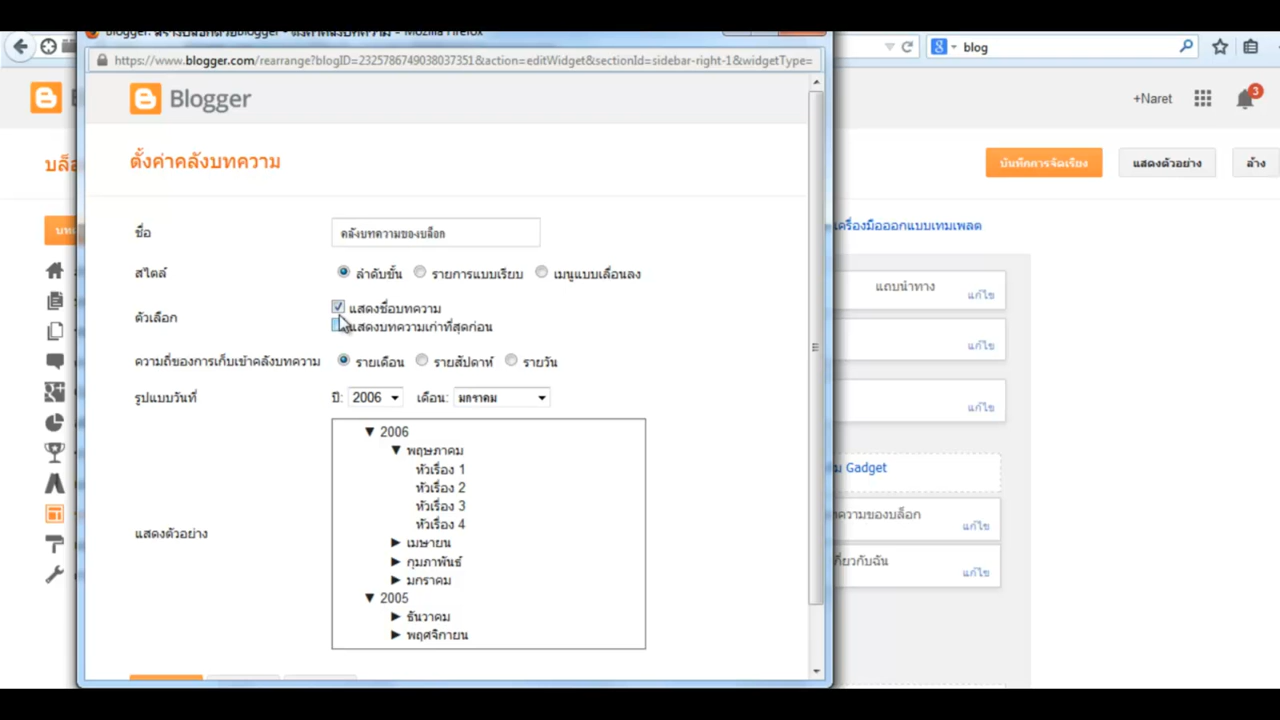 blog
https://www.blogger.com/rearrange?blogID=2325786749038037351&action=editWidget&sectionId=sidebar-right-1&widgetType=
Blogger
+Naret
3
ตั้งค่าคลังบทความ
บันทึกการจัดเรียง
แสดงตัวอย่าง
ล้าง
ชื่อ
คลังบทความของบล็อก
เครื่องมือออกแบบเทมเพลต
สไตล์
ลำดับชั้น
รายการแบบเรียบ
เมนูแบบเลื่อนลง
แถบนำทาง
แก้ไข
ตัวเลือก
แสดงชื่อบทความ
แสดงบทความเก่าที่สุดก่อน
แก้ไข
ความถี่ของการเก็บเข้าคลังบทความ
รายเดือน
รายสัปดาห์
รายวัน
รูปแบบวันที่
ปี: 2006
เดือน: มกราคม
แก้ไข
แสดงตัวอย่าง
▼ 2006
▼ พฤษภาคม
หัวเรื่อง 1
หัวเรื่อง 2
หัวเรื่อง 3
หัวเรื่อง 4
► เมษายน
► กุมภาพันธ์
► มกราคม
▼ 2005
► ธันวาคม
► พฤศจิกายน
Gadget
ความของบล็อก
แก้ไข
กี่ยวกับฉัน
แก้ไข